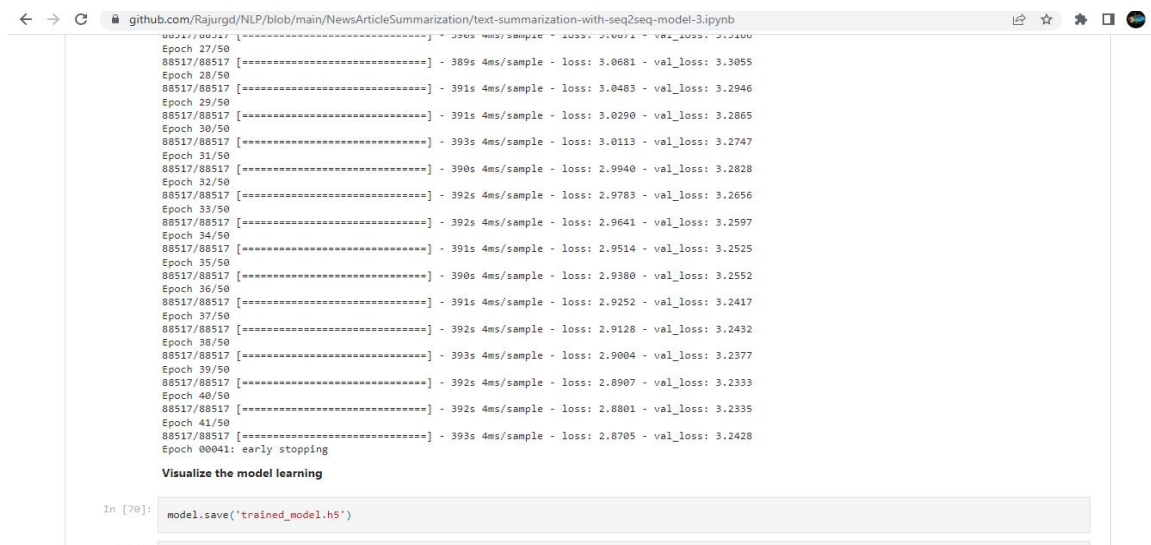 github.com/Rajurgd/NLP/blob/main/NewsArticleSummarization/text-summarization-with-seq2seq-model-3.ipynb
88517/88517 [==============================] - 390s 4ms/sample - loss: 3.0871 - val_loss: 3.3166
Epoch 27/50
88517/88517 [==============================] - 389s 4ms/sample - loss: 3.0681 - val_loss: 3.3055
Epoch 28/50
88517/88517 [==============================] - 391s 4ms/sample - loss: 3.0483 - val_loss: 3.2946
Epoch 29/50
88517/88517 [==============================] - 391s 4ms/sample - loss: 3.0290 - val_loss: 3.2865
Epoch 30/50
88517/88517 [==============================] - 393s 4ms/sample - loss: 3.0113 - val_loss: 3.2747
Epoch 31/50
88517/88517 [==============================] - 390s 4ms/sample - loss: 2.9940 - val_loss: 3.2828
Epoch 32/50
88517/88517 [==============================] - 392s 4ms/sample - loss: 2.9783 - val_loss: 3.2656
Epoch 33/50
88517/88517 [==============================] - 392s 4ms/sample - loss: 2.9641 - val_loss: 3.2597
Epoch 34/50
88517/88517 [==============================] - 391s 4ms/sample - loss: 2.9514 - val_loss: 3.2525
Epoch 35/50
88517/88517 [==============================] - 390s 4ms/sample - loss: 2.9380 - val_loss: 3.2552
Epoch 36/50
88517/88517 [==============================] - 391s 4ms/sample - loss: 2.9252 - val_loss: 3.2417
Epoch 37/50
88517/88517 [==============================] - 392s 4ms/sample - loss: 2.9128 - val_loss: 3.2432
Epoch 38/50
88517/88517 [==============================] - 393s 4ms/sample - loss: 2.9004 - val_loss: 3.2377
Epoch 39/50
88517/88517 [==============================] - 392s 4ms/sample - loss: 2.8907 - val_loss: 3.2333
Epoch 40/50
88517/88517 [==============================] - 392s 4ms/sample - loss: 2.8801 - val_loss: 3.2335
Epoch 41/50
88517/88517 [==============================] - 393s 4ms/sample - loss: 2.8705 - val_loss: 3.2428
Epoch 00041: early stopping
Visualize the model learning
In [70]: model.save('trained_model.h5')